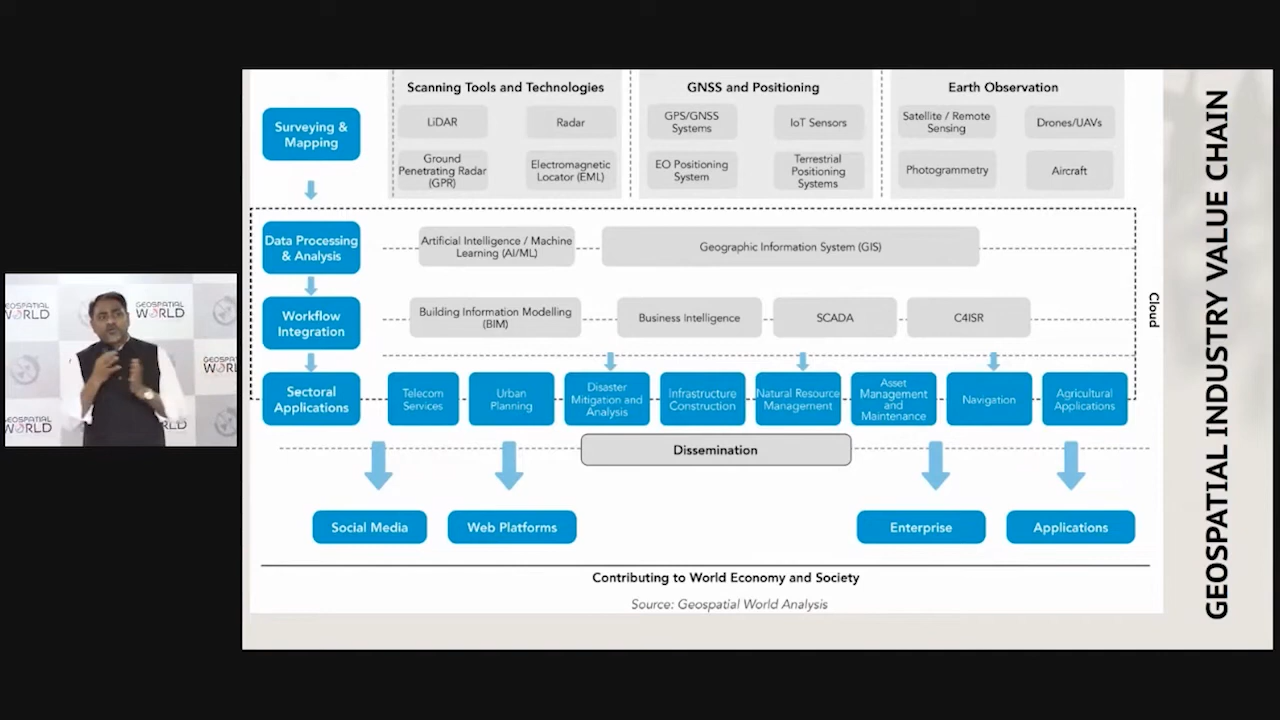 Scanning Tools and Technologies
GNSS and Positioning
Earth Observation
Surveying &
Mapping
LiDAR
Radar
GPS/GNSS
Systems
IoT Sensors
Satellite / Remote
Sensing
Drones/UAVs
Ground
Penetrating Radar
(GPR)
Electromagnetic
Locator (EML)
EO Positioning
System
Terrestrial
Positioning
Systems
Photogrammetry
Aircraft
Data Processing
& Analysis
Artificial Intelligence / Machine
Learning (AI/ML)
Geographic Information System (GIS)
Workflow
Integration
Building Information Modelling
(BIM)
Business Intelligence
SCADA
C4ISR
Cloud
Sectoral
Applications
Telecom
Services
Urban
Planning
Disaster
Mitigation and
Analysis
Infrastructure
Construction
Natural Resource
Management
Asset
Management
and
Maintenance
Navigation
Agricultural
Applications
Dissemination
Social Media
Web Platforms
Enterprise
Applications
Contributing to World Economy and Society
Source: Geospatial World Analysis
GEOSPATIAL INDUSTRY VALUE CHAIN
GEOSPATIAL
WORLD